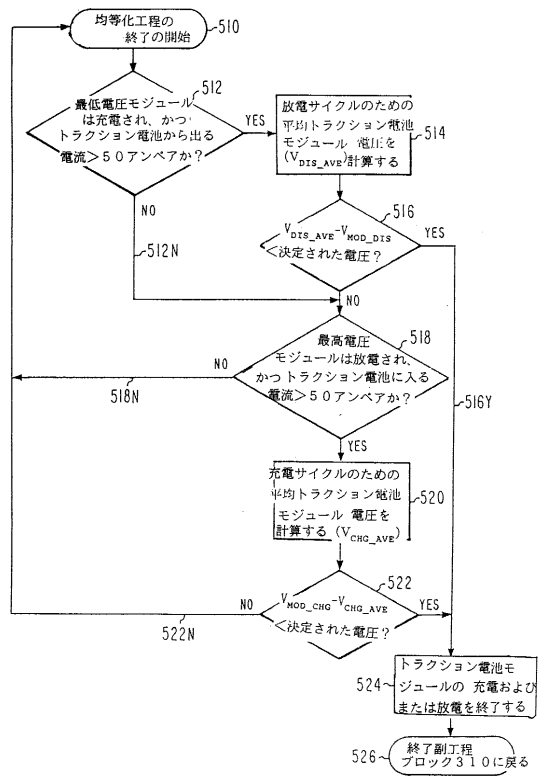 均等化工程の
終了の開始
510
512
最低電圧モジュール
は充電され、かつ
トラクション電池から出る
電流>50アンペアか?
YES
放電サイクルのための
平均トラクション電池
モジュール 電圧を
(VDIS_AVE)計算する
514
NO
512N
516
VDIS_AVE-VMOD_DIS
<決定された電圧?
YES
NO
518
最高電圧
モジュールは放電され、
かつトラクション電池に入る
電流>50アンペアか?
NO
518N
516Y
YES
充電サイクルのための
平均トラクション電池
モジュール 電圧を
計算する (VCHG_AVE)
520
522
VMOD_CHG-VCHG_AVE
<決定された電圧?
NO
YES
522N
トラクション電池モ
ジュールの 充電および
または放電を終了する
524
終了副工程
ブロック310に戻る
526